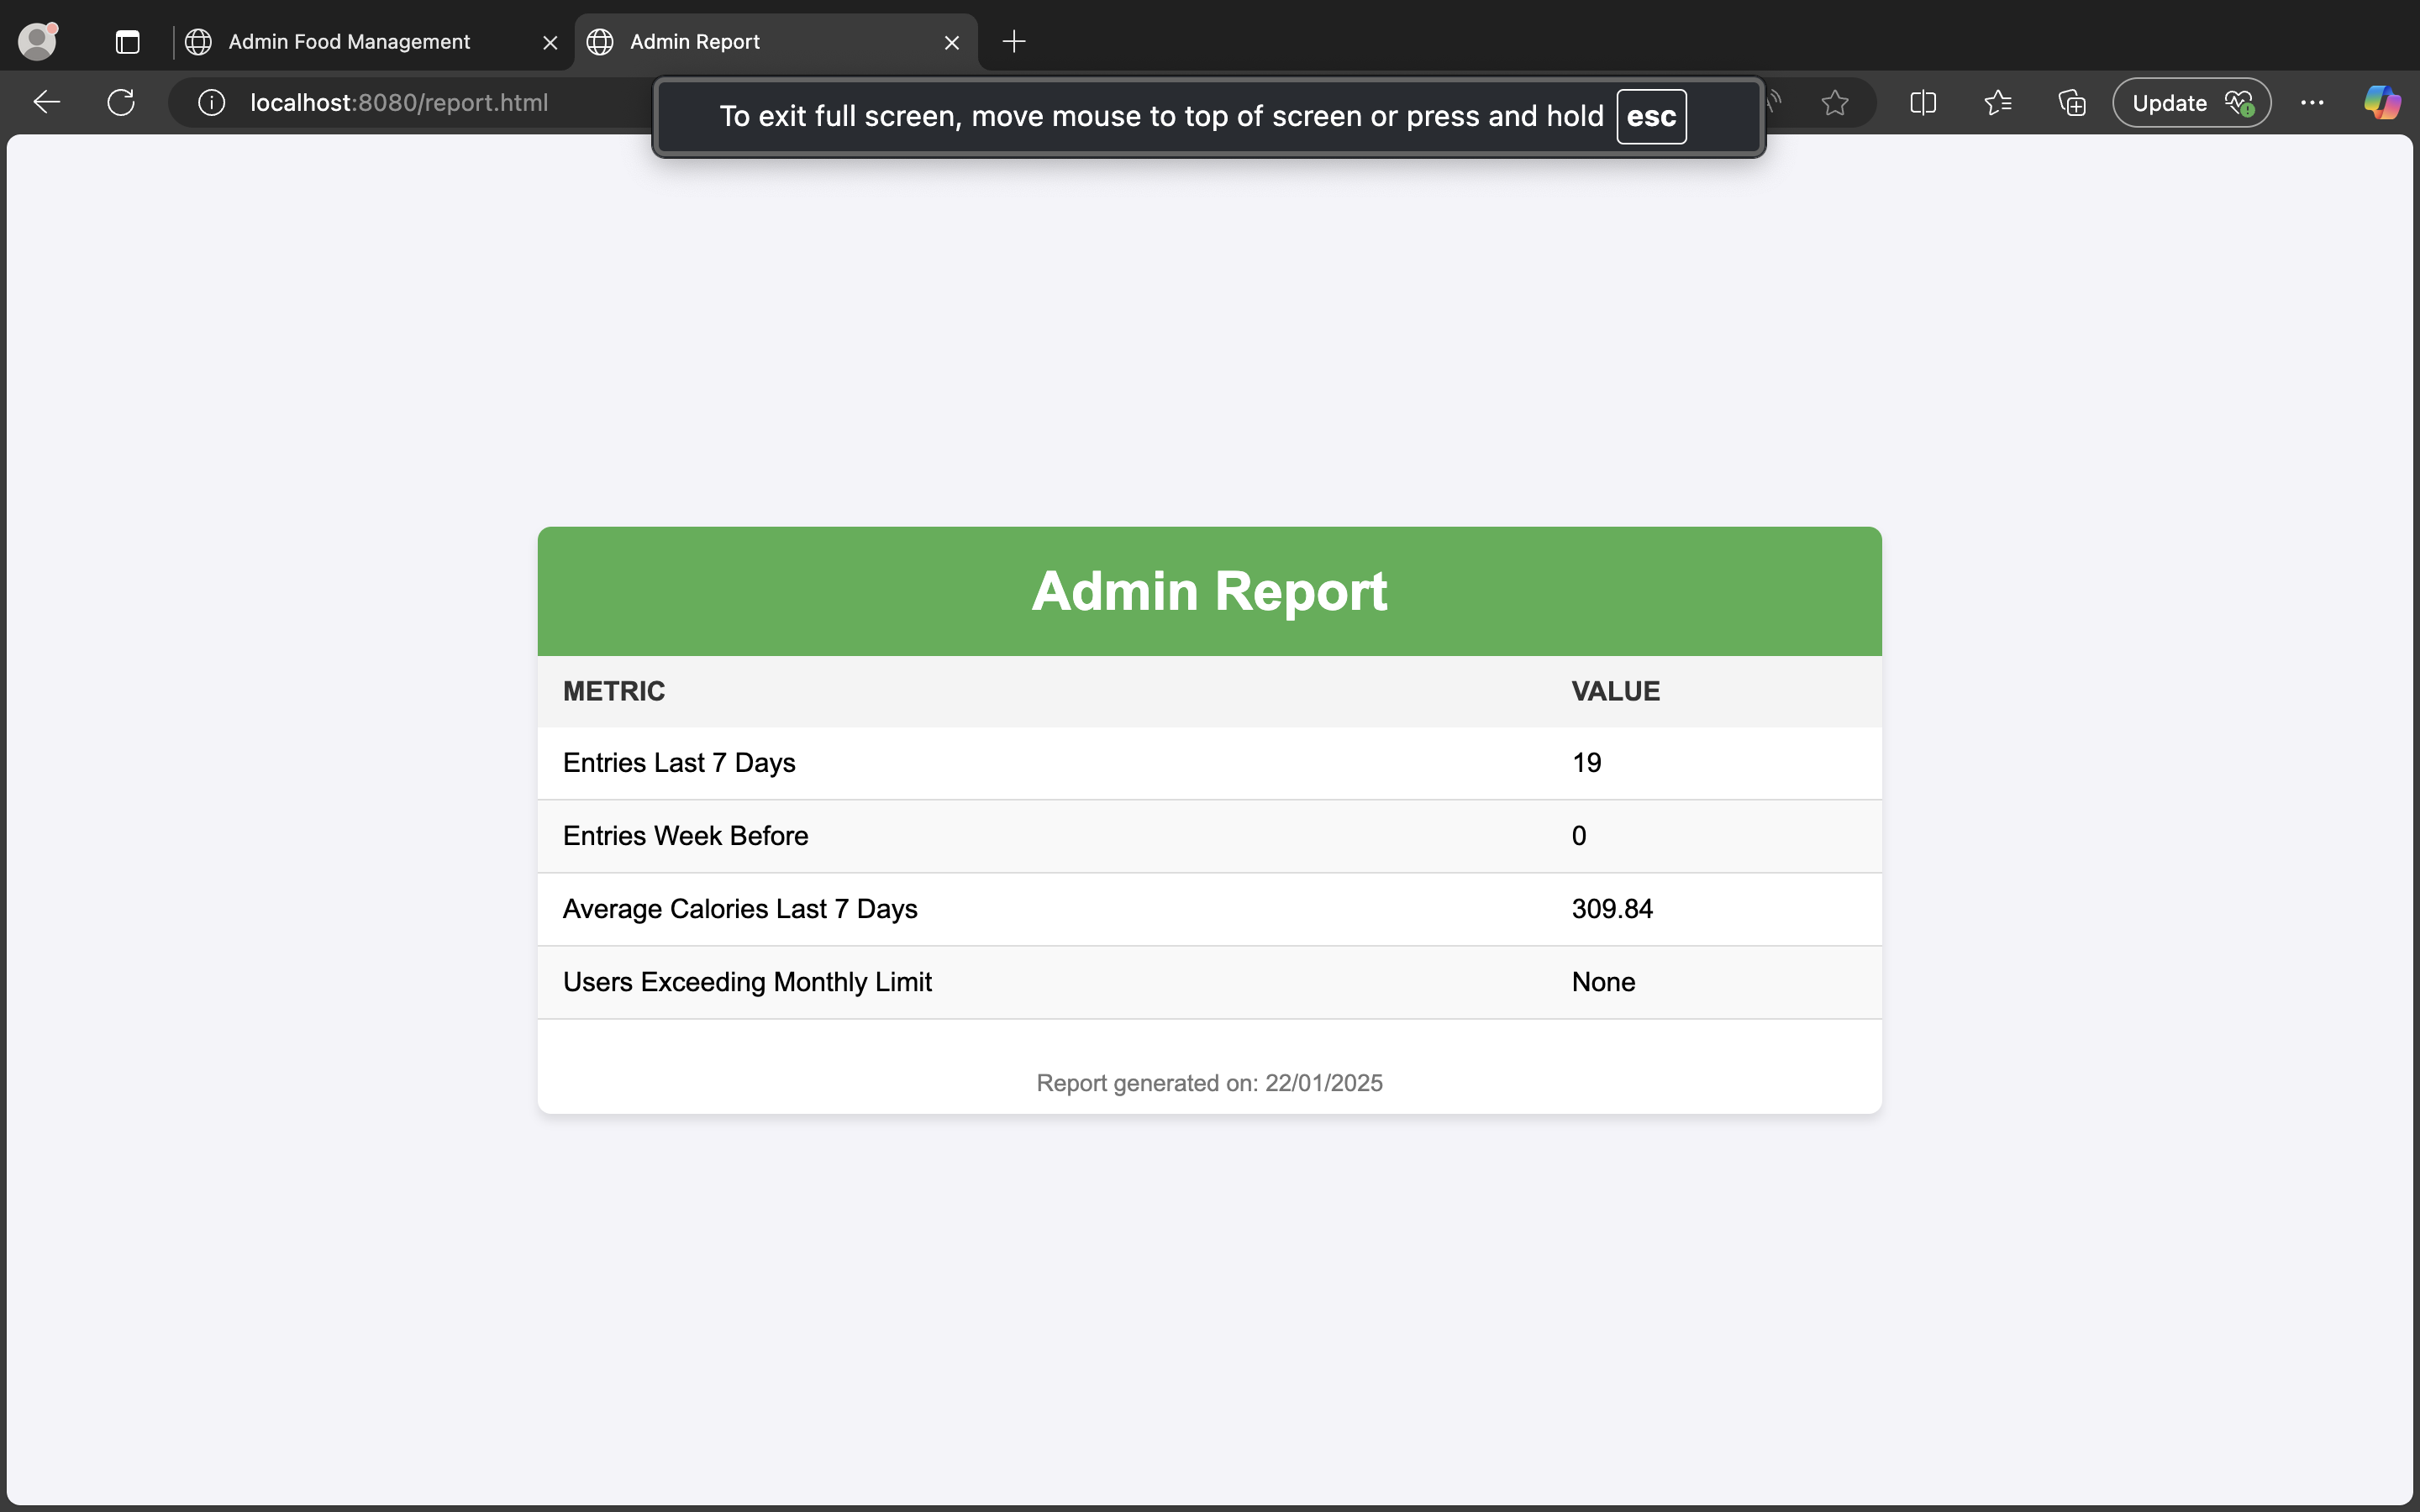 Admin Food Management
Admin Report
localhost:8080/report.html
To exit full screen, move mouse to top of screen or press and hold esc
Update
Admin Report
METRIC VALUE
Entries Last 7 Days 19
Entries Week Before 0
Average Calories Last 7 Days 309.84
Users Exceeding Monthly Limit None
Report generated on: 22/01/2025